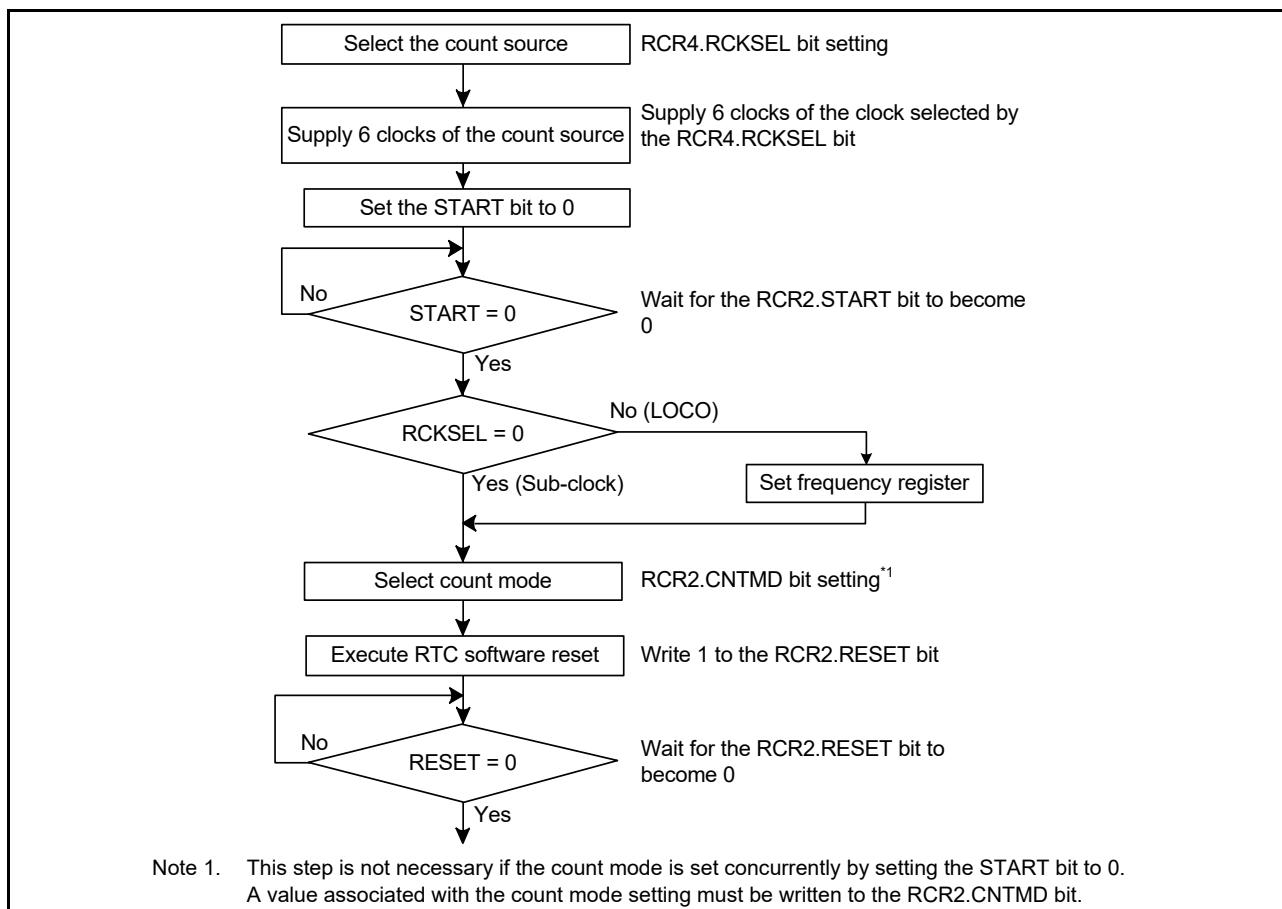 Select the count source
RCR4.RCKSEL bit setting
Supply 6 clocks of the count source
Supply 6 clocks of the clock selected by
the RCR4.RCKSEL bit
Set the START bit to 0
No
START = 0
Wait for the RCR2.START bit to become
0
Yes
No (LOCO)
RCKSEL = 0
Yes (Sub-clock)
Set frequency register
Select count mode
RCR2.CNTMD bit setting*1
Execute RTC software reset
Write 1 to the RCR2.RESET bit
No
RESET = 0
Wait for the RCR2.RESET bit to
become 0
Yes
Note 1. This step is not necessary if the count mode is set concurrently by setting the START bit to 0.
A value associated with the count mode setting must be written to the RCR2.CNTMD bit.